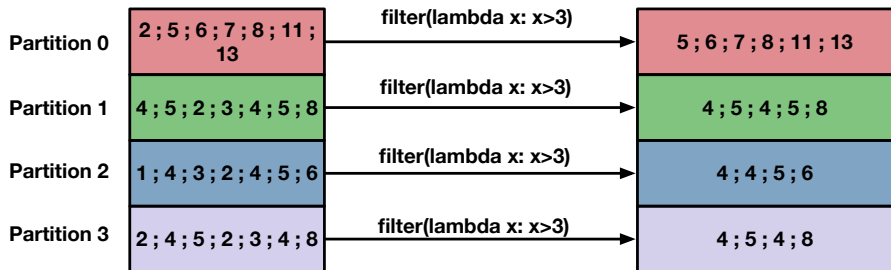 filter(lambda x: x>3)
Partition 0
2 ; 5 ; 6 ; 7 ; 8 ; 11 ;
13
5 ; 6 ; 7 ; 8 ; 11 ; 13
filter(lambda x: x>3)
Partition 1
4 ; 5 ; 2 ; 3 ; 4 ; 5 ; 8
4 ; 5 ; 4 ; 5 ; 8
filter(lambda x: x>3)
Partition 2
1 ; 4 ; 3 ; 2 ; 4 ; 5 ; 6
4 ; 4 ; 5 ; 6
filter(lambda x: x>3)
Partition 3
2 ; 4 ; 5 ; 2 ; 3 ; 4 ; 8
4 ; 5 ; 4 ; 8